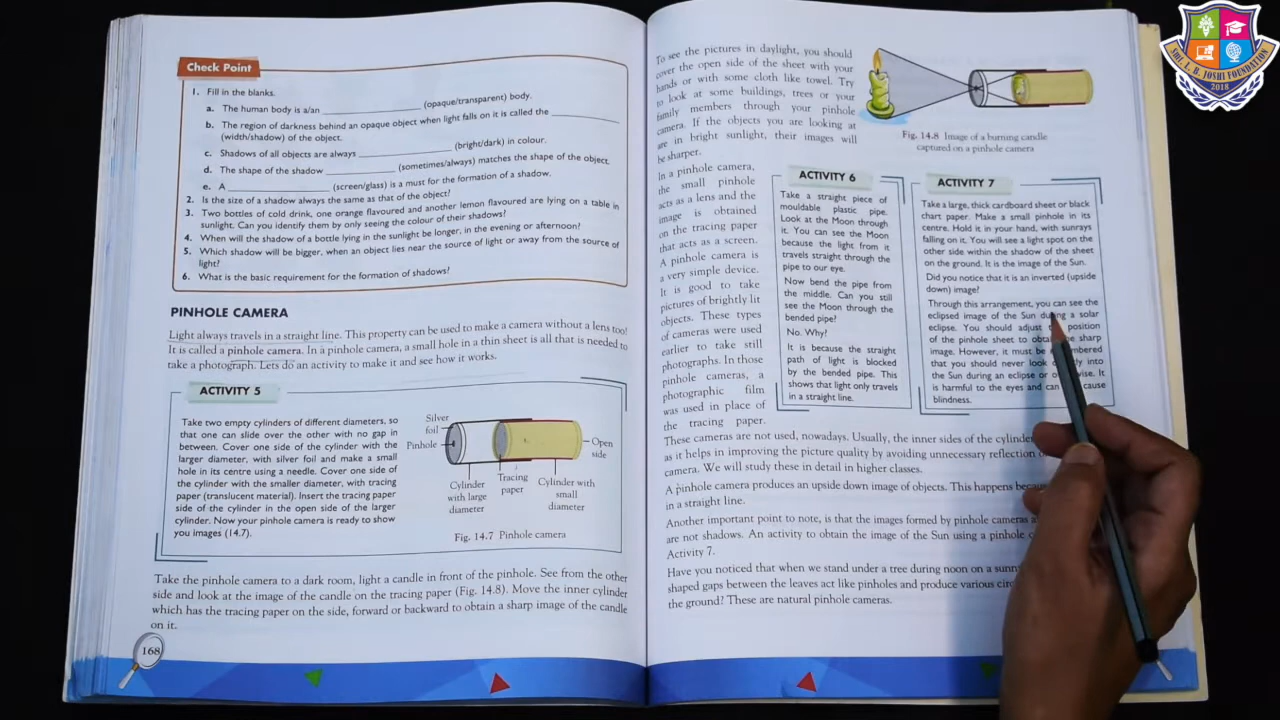 Check Point
1. Fill in the blanks.
a. The human body is a/an ____________ (opaque/transparent) body.
b. The region of darkness behind an opaque object when light falls on it is called the ____________
(width/shadow) of the object.
c. Shadows of all objects are always ____________ (bright/dark) in colour.
d. The shape of the shadow ____________ (sometimes/always) matches the shape of the object.
e. A ____________ (screen/glass) is a must for the formation of a shadow.
2. Is the size of a shadow always the same as that of the object?
3. Two bottles of cold drink, one orange flavoured and another lemon flavoured are lying on a table in
sunlight. Can you identify them by only seeing the colour of their shadows?
4. When will the shadow of a bottle lying in the sunlight be longer, in the evening or afternoon?
5. Which shadow will be bigger, when an object lies near the source of light or away from the source of
light?
6. What is the basic requirement for the formation of shadows?
PINHOLE CAMERA
Light always travels in a straight line. This property can be used to make a camera without a lens too!
It is called a pinhole camera. In a pinhole camera, a small hole in a thin sheet is all that is needed to
take a photograph. Lets do an activity to make it and see how it works.
ACTIVITY 5
Take two empty cylinders of different diameters, so
that one can slide over the other with no gap in
between. Cover one side of the cylinder with the
larger diameter, with silver foil and make a small
hole in its centre using a needle. Cover one side of
the cylinder with the smaller diameter, with tracing
paper (translucent material). Insert the tracing paper
side of the cylinder in the open side of the larger
cylinder. Now your pinhole camera is ready to show
you images (14.7).
Silver
foil
Pinhole
Open
side
Cylinder
with large
diameter
Tracing
paper
Cylinder with
small
diameter
Fig. 14.7 Pinhole camera
Take the pinhole camera to a dark room, light a candle in front of the pinhole. See from the other
side and look at the image of the candle on the tracing paper (Fig. 14.8). Move the inner cylinder
which has the tracing paper on the side, forward or backward to obtain a sharp image of the candle
on it.
168
To see the pictures in daylight, you should
cover the open side of the sheet with your
hands or with some cloth like towel. Try
to look at some buildings, trees or your
family members through your pinhole
camera. If the objects you are looking at
are in bright sunlight, their images will
be sharper.
Fig. 14.8 Image of a burning candle
captured on a pinhole camera
In a pinhole camera,
the small pinhole
acts as a lens and the
image is obtained
on the tracing paper
that acts as a screen.
A pinhole camera is
a very simple device.
It is good to take
pictures of brightly lit
objects. These types
of cameras were used
earlier to take still
photographs. In those
pinhole cameras, a
photographic film
was used in place of
the tracing paper.
ACTIVITY 6
Take a straight piece of
mouldable plastic pipe.
Look at the Moon through
it. You can see the Moon
because the light from it
travels straight through the
pipe to our eye.
Now bend the pipe from
the middle. Can you still
see the Moon through the
bended pipe?
No. Why?
It is because the straight
path of light is blocked
by the bended pipe. This
shows that light only travels
in a straight line.
ACTIVITY 7
Take a large, thick cardboard sheet or black
chart paper. Make a small pinhole in its
centre. Hold it in your hand, with sunrays
falling on it. You will see a light spot on the
other side within the shadow of the sheet
on the ground. It is the image of the Sun.
Did you notice that it is an inverted (upside
down) image?
Through this arrangement, you can see the
eclipsed image of the Sun during a solar
eclipse. You should adjust position
of the pinhole sheet to sharp
image. However, it must be
that you should never look into
the Sun during an eclipse or It
is harmful to the eyes and can cause
blindness.
These cameras are not used, nowadays. Usually, the inner sides of the
as it helps in improving the picture quality by avoiding unnecessary reflection
camera. We will study these in detail in higher classes.
A pinhole camera produces an upside down image of objects. This happens
in a straight line.
Another important point to note, is that the images formed by pinhole cameras
are not shadows. An activity to obtain the image of the Sun using a pinhole
Activity 7.
Have you noticed that when we stand under a tree during noon on a
shaped gaps between the leaves act like pinholes and produce various
the ground? These are natural pinhole cameras.
SHI. L. B. JOSHI FOUNDATION
2018